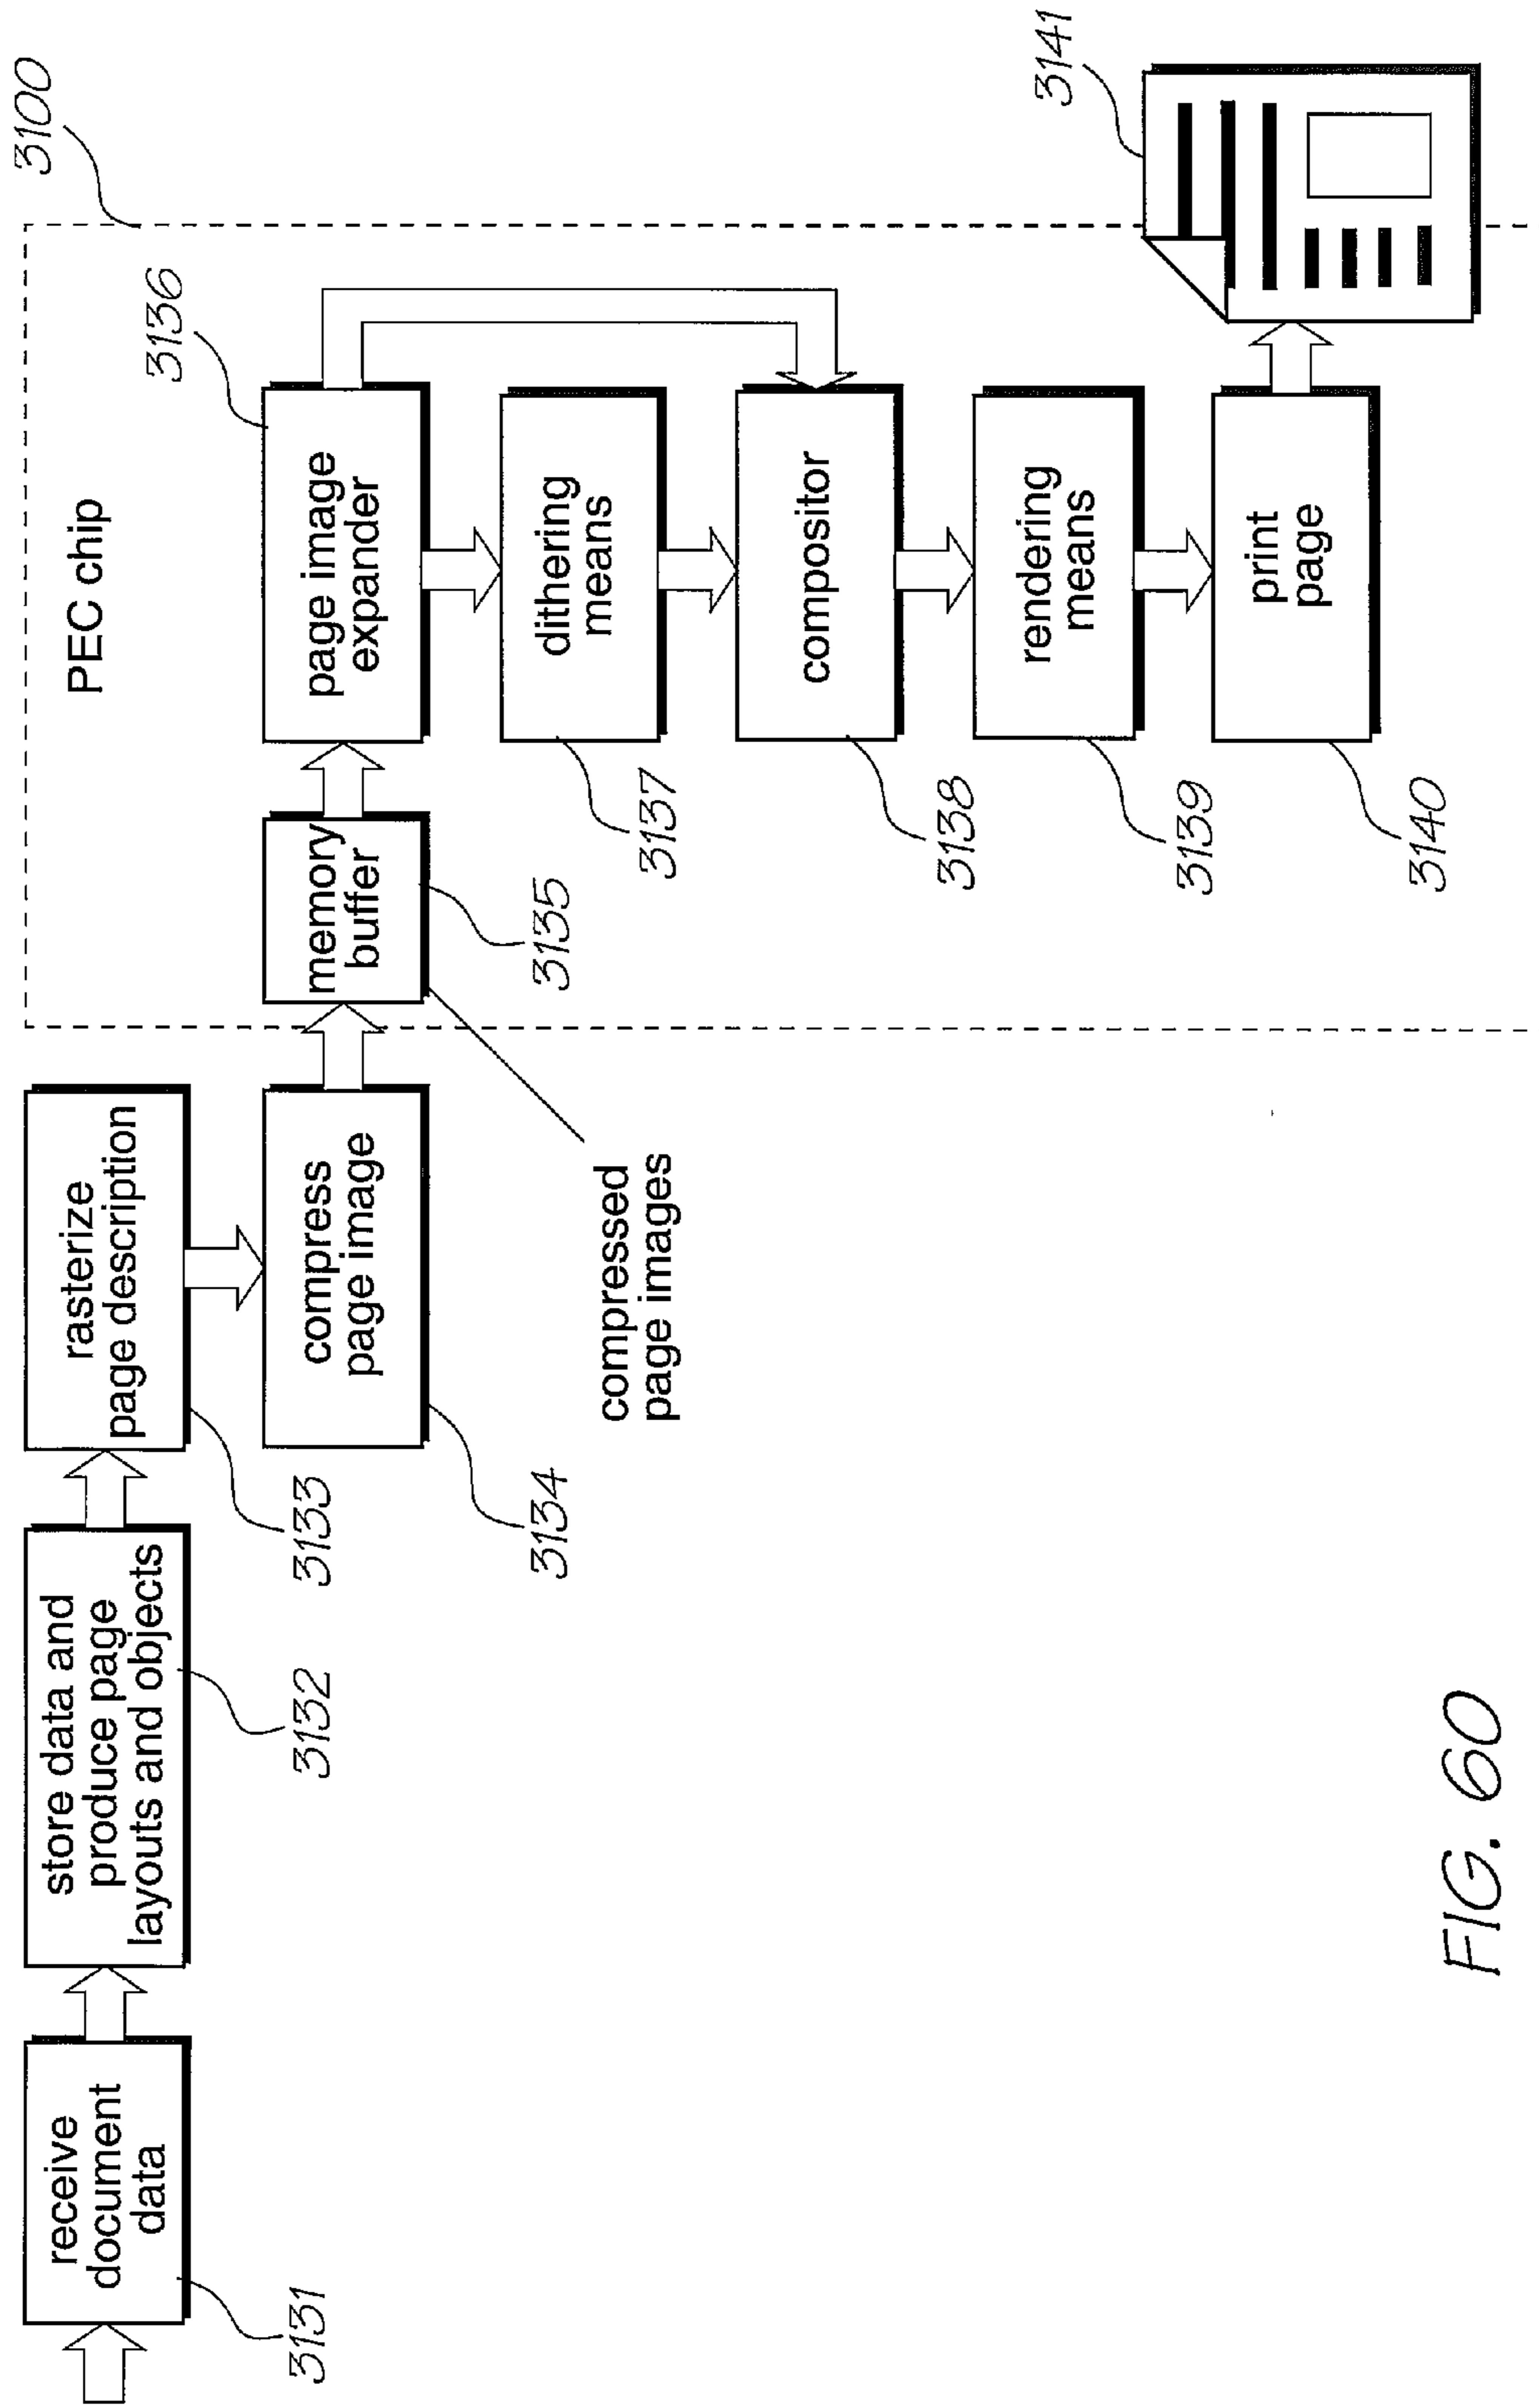 3100
PEC chip
receive
document
data
3131
store data and
produce page
layouts and objects
3132
rasterize
page description
3133
compress
page image
3134
compressed
page images
memory
buffer
3135
page image
expander
3136
dithering
means
3137
compositor
3138
rendering
means
3139
print
page
3140
3141
FIG. 60